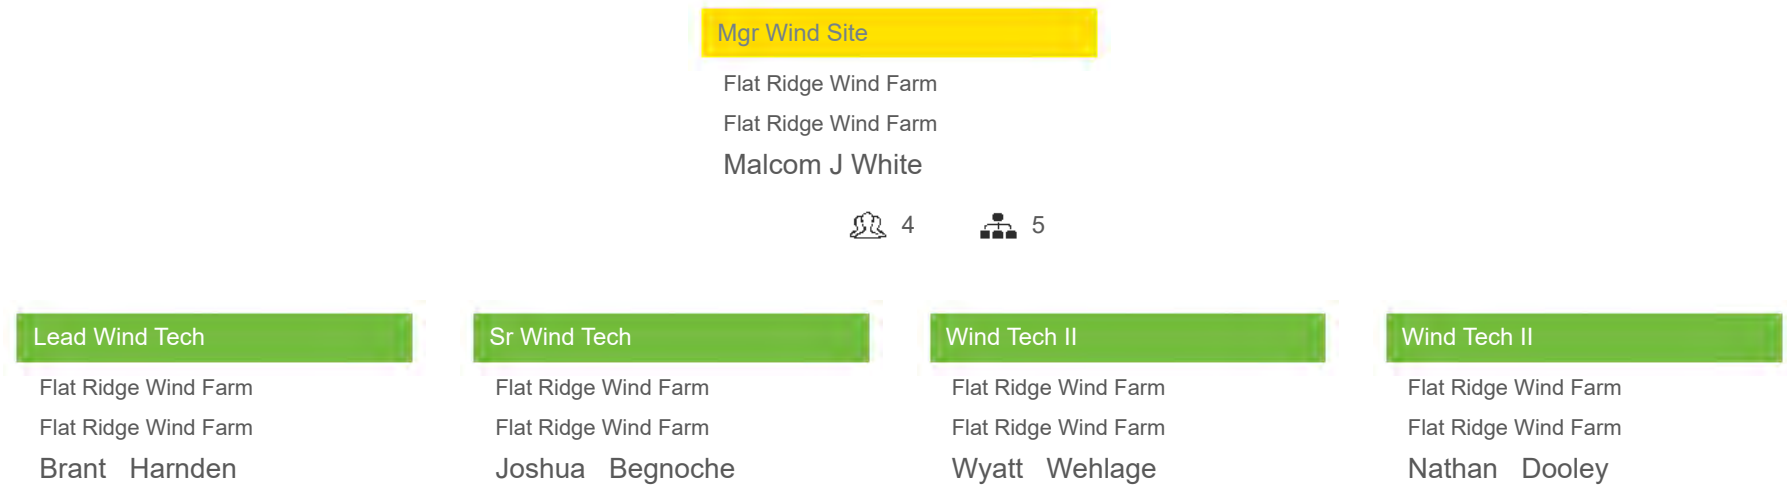 Mgr Wind Site
Flat Ridge Wind Farm
Flat Ridge Wind Farm
Malcom J White
4 5
Lead Wind Tech
Flat Ridge Wind Farm
Flat Ridge Wind Farm
Brant Harnden
Sr Wind Tech
Flat Ridge Wind Farm
Flat Ridge Wind Farm
Joshua Begnoche
Wind Tech II
Flat Ridge Wind Farm
Flat Ridge Wind Farm
Wyatt Wehlage
Wind Tech II
Flat Ridge Wind Farm
Flat Ridge Wind Farm
Nathan Dooley